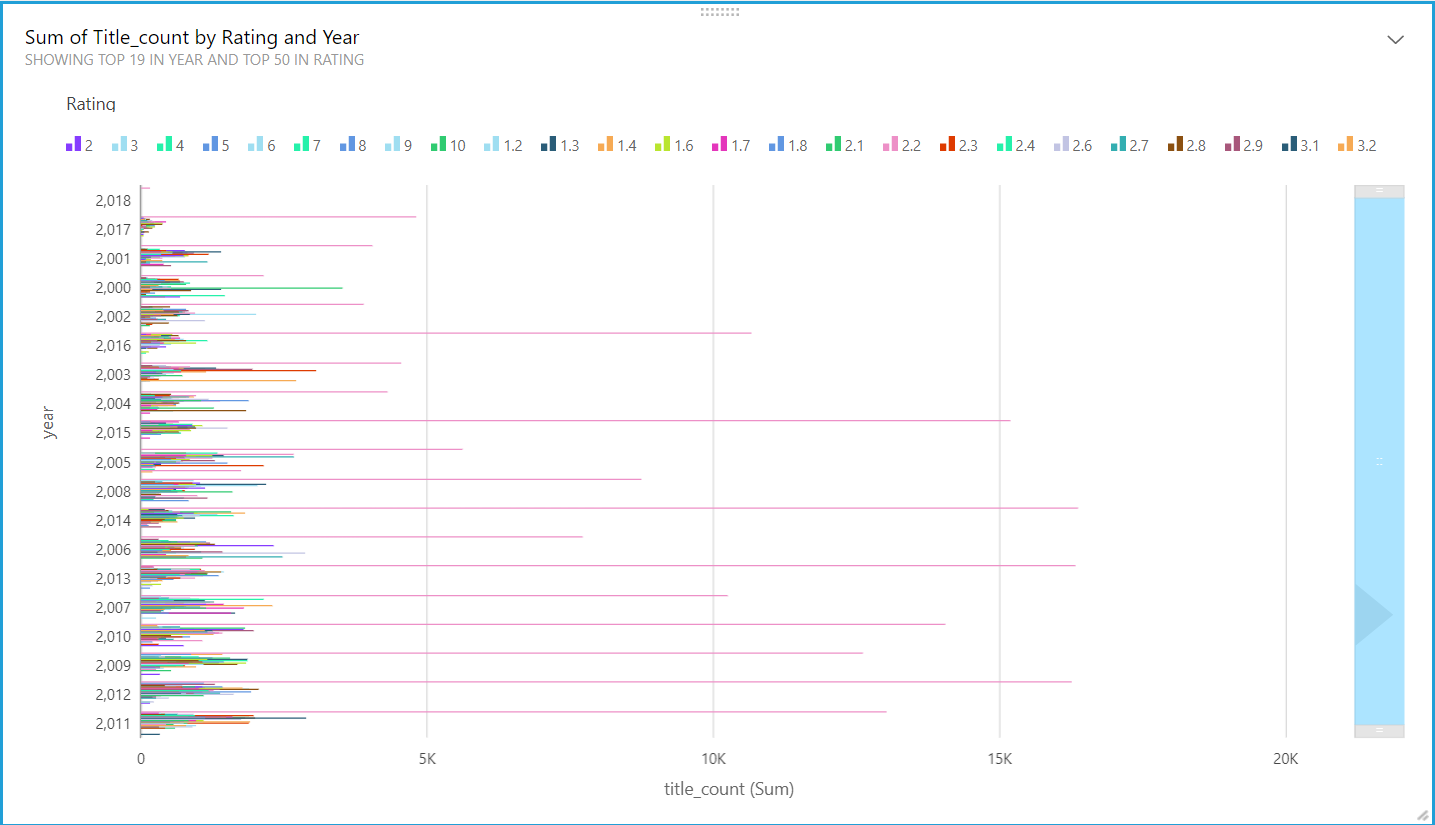 Sum of Title_count by Rating and Year
SHOWING TOP 19 IN YEAR AND TOP 50 IN RATING
Rating
2 3 4 5 6 7 8 9 10 1.2 1.3 1.4 1.6 1.7 1.8 2.1 2.2 2.3 2.4 2.6 2.7 2.8 2.9 3.1 3.2
year
2,018
2,017
2,001
2,000
2,002
2,016
2,003
2,004
2,015
2,005
2,008
2,014
2,006
2,013
2,007
2,010
2,009
2,012
2,011
0 5K 10K 15K 20K
title_count (Sum)